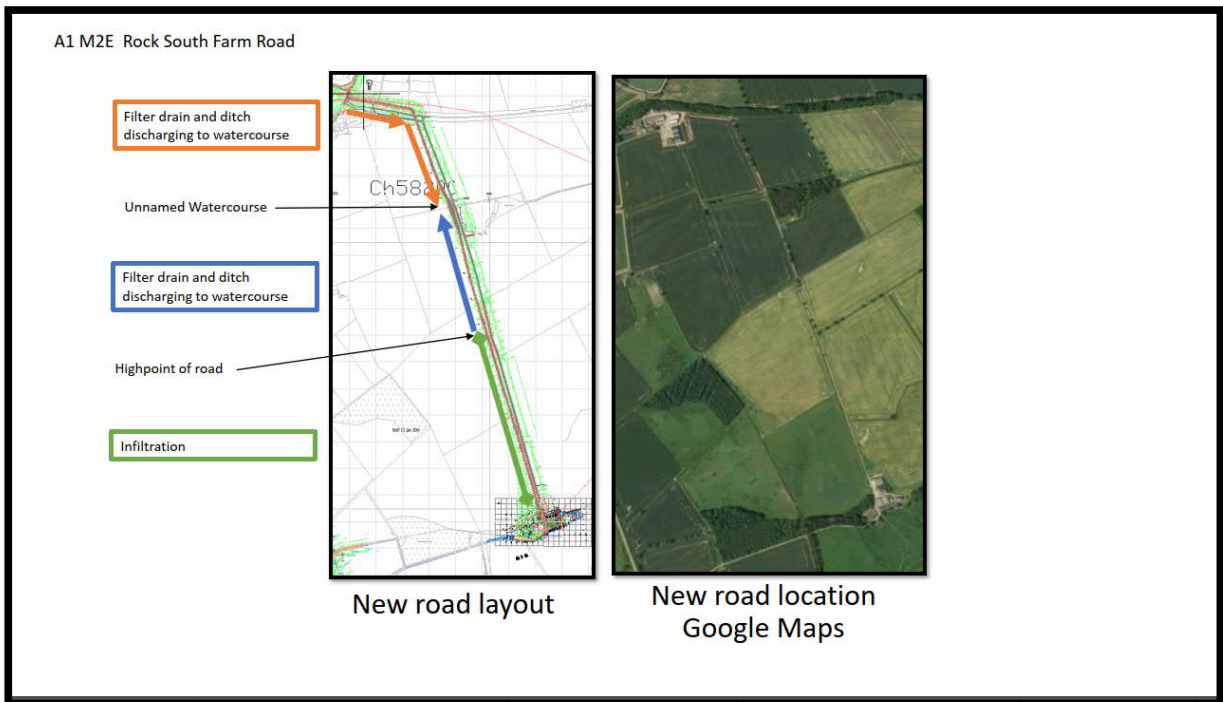 A1 M2E Rock South Farm Road
Filter drain and ditch
discharging to watercourse
Unnamed Watercourse
Filter drain and ditch
discharging to watercourse
Highpoint of road
Infiltration
New road layout
New road location
Google Maps